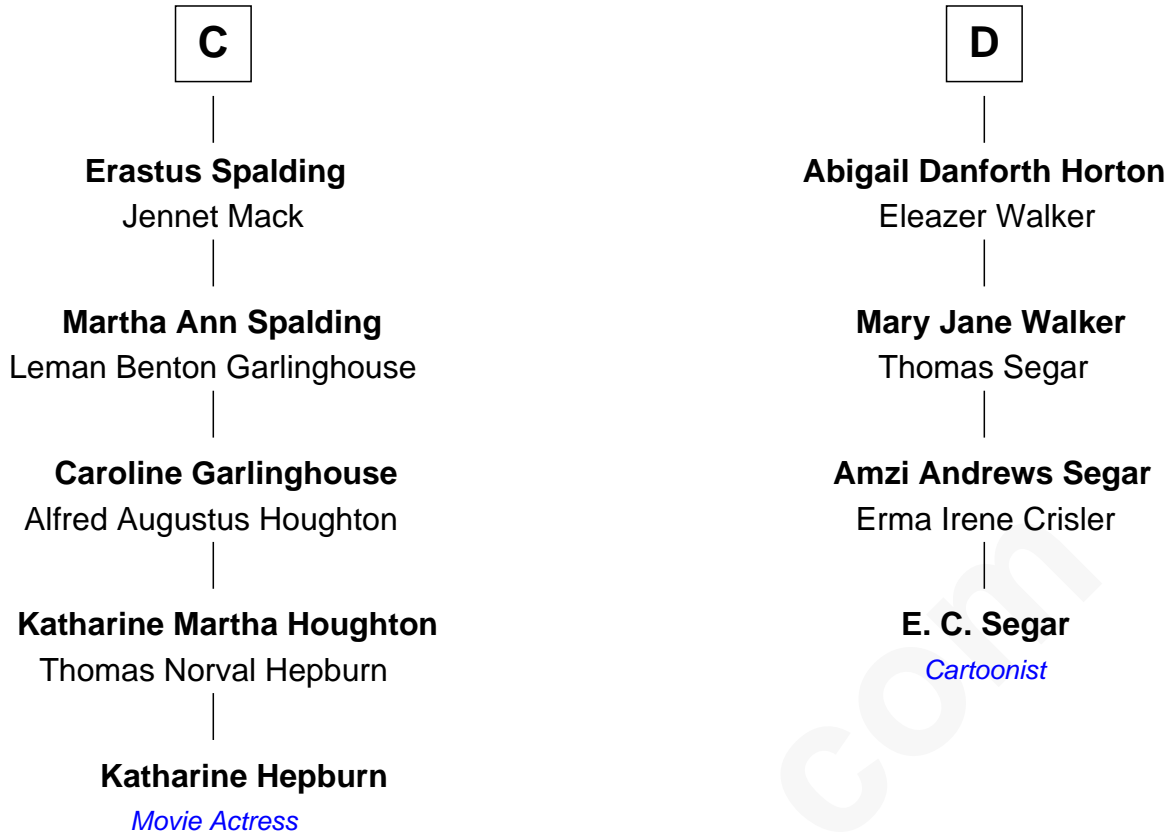 C
Erastus Spalding
Jennet Mack
Martha Ann Spalding
Leman Benton Garlinghouse
Caroline Garlinghouse
Alfred Augustus Houghton
Katharine Martha Houghton
Thomas Norval Hepburn
Katharine Hepburn
Movie Actress
D
Abigail Danforth Horton
Eleazer Walker
Mary Jane Walker
Thomas Segar
Amzi Andrews Segar
Erma Irene Crisler
E. C. Segar
Cartoonist
com